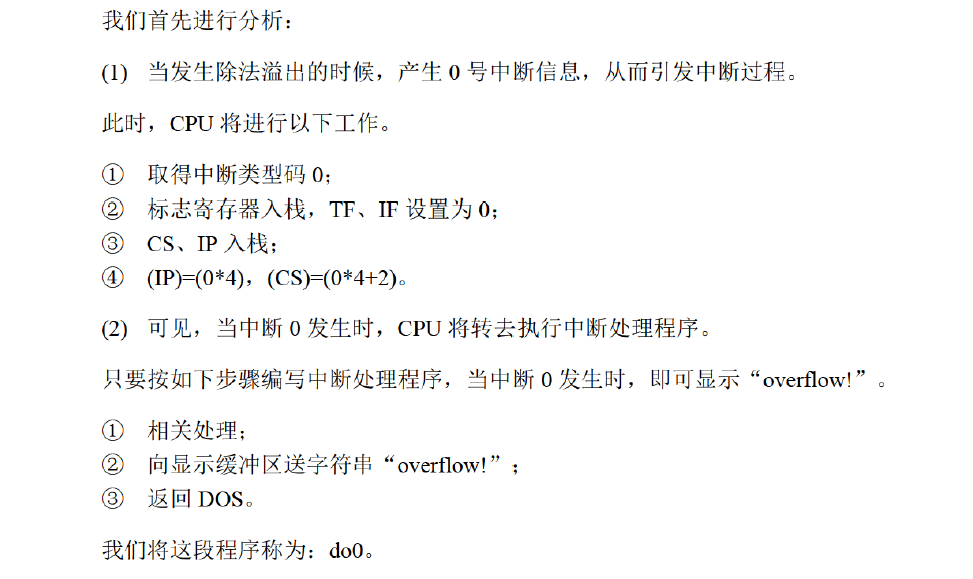 我们首先进行分析：
(1) 当发生除法溢出的时候，产生 0 号中断信息，从而引发中断过程。
此时，CPU 将进行以下工作。
① 取得中断类型码 0；
② 标志寄存器入栈，TF、IF 设置为 0；
③ CS、IP 入栈；
④ (IP)=(0*4)，(CS)=(0*4+2)。
(2) 可见，当中断 0 发生时，CPU 将转去执行中断处理程序。
只要按如下步骤编写中断处理程序，当中断 0 发生时，即可显示“overflow!”。
① 相关处理；
② 向显示缓冲区送字符串“overflow!”；
③ 返回 DOS。
我们将这段程序称为：do0。